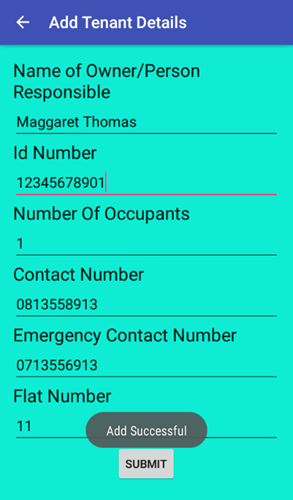 Add Tenant Details
Name of Owner/Person
Responsible
Maggaret Thomas
Id Number
12345678901
Number Of Occupants
1
Contact Number
0813558913
Emergency Contact Number
0713556913
Flat Number
11
Add Successful
SUBMIT